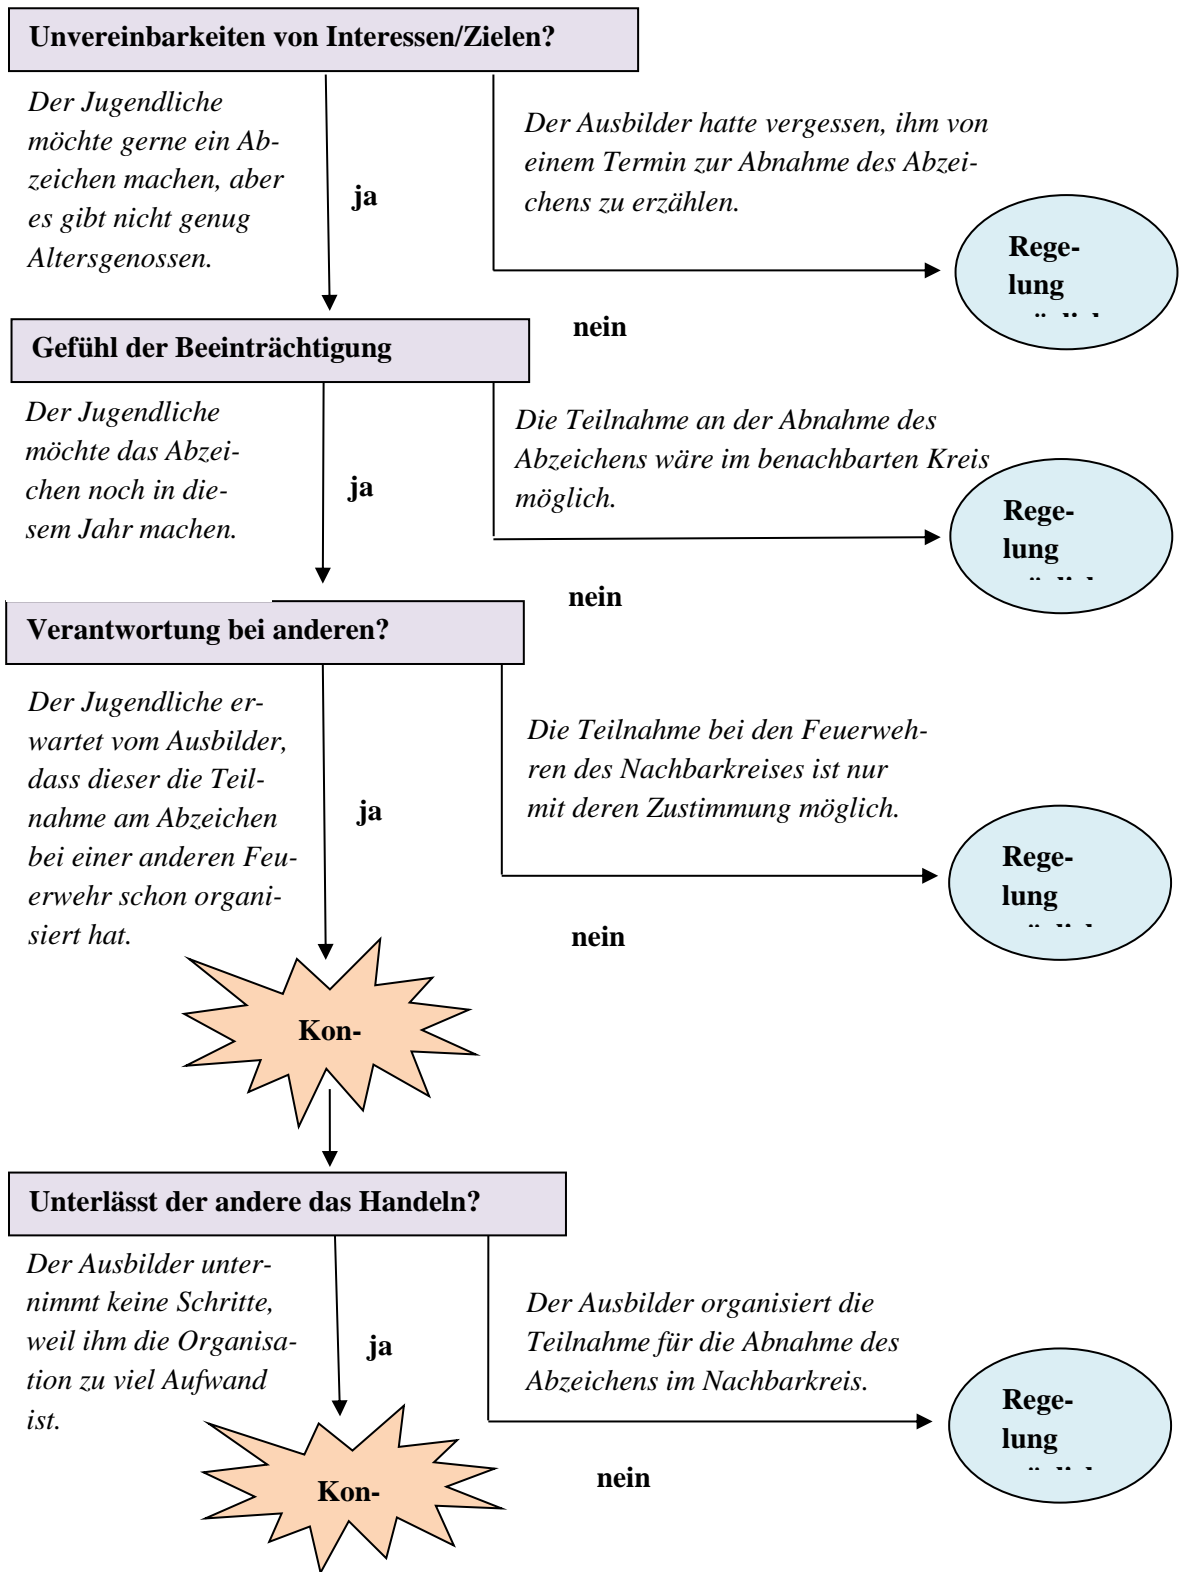 Unvereinbarkeiten von Interessen/Zielen?
Der Jugendliche
möchte gerne ein Ab-
zeichen machen, aber
es gibt nicht genug
Altersgenossen.
ja
Der Ausbilder hatte vergessen, ihm von
einem Termin zur Abnahme des Abzei-
chens zu erzählen.
nein
Rege-
lung
Gefühl der Beeinträchtigung
Der Jugendliche
möchte das Abzei-
chen noch in die-
sem Jahr machen.
ja
Die Teilnahme an der Abnahme des
Abzeichens wäre im benachbarten Kreis
möglich.
nein
Rege-
lung
Verantwortung bei anderen?
Der Jugendliche er-
wartet vom Ausbilder,
dass dieser die Teil-
nahme am Abzeichen
bei einer anderen Feu-
erwehr schon organi-
siert hat.
ja
Die Teilnahme bei den Feuerweh-
ren des Nachbarkreises ist nur
mit deren Zustimmung möglich.
nein
Rege-
lung
Kon-
Unterlässt der andere das Handeln?
Der Ausbilder unter-
nimmt keine Schritte,
weil ihm die Organisa-
tion zu viel Aufwand
ist.
ja
Der Ausbilder organisiert die
Teilnahme für die Abnahme des
Abzeichens im Nachbarkreis.
nein
Rege-
lung
Kon-